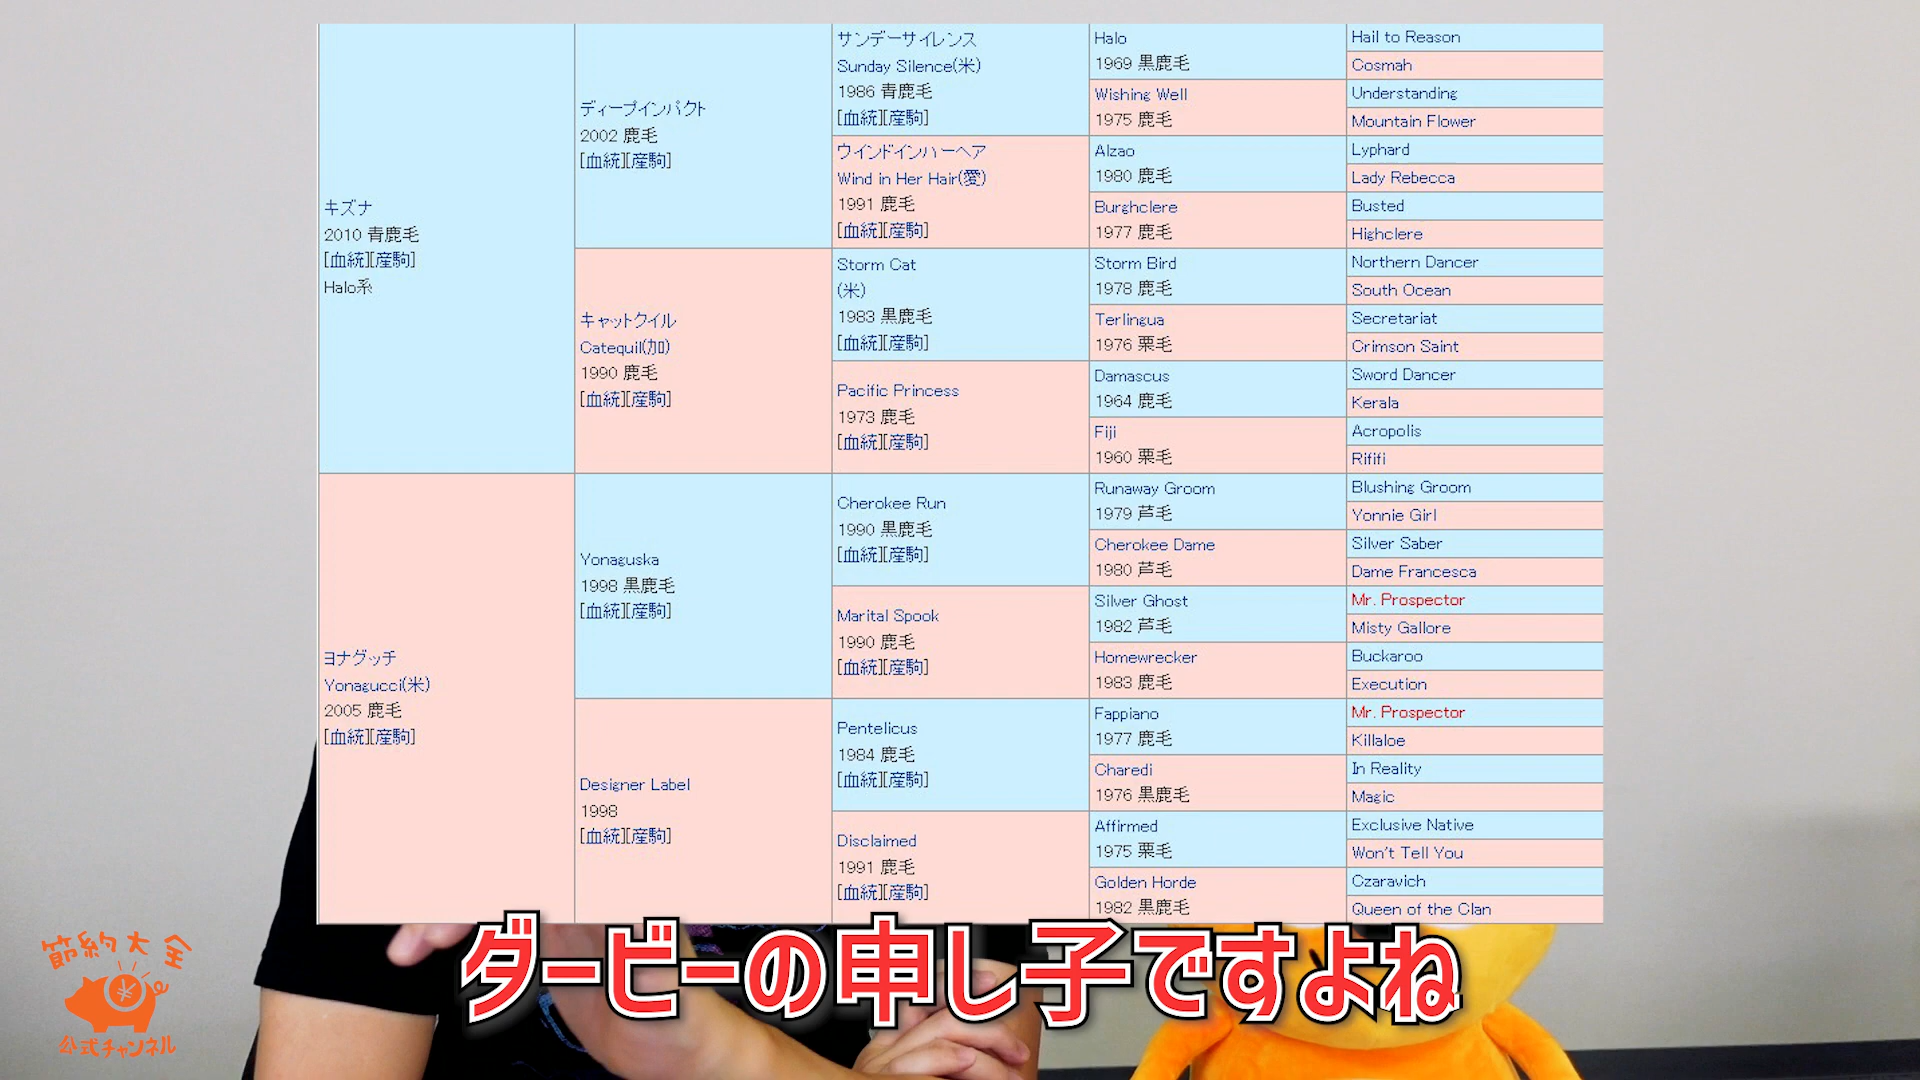 キズナ
2010 青鹿毛
[血統][産駒]
Halo系
ディープインパクト
2002 鹿毛
[血統][産駒]
サンデーサイレンス
Sunday Silence(米)
1986 青鹿毛
[血統][産駒]
Halo
1969 黒鹿毛
Hail to Reason
Cosmah
Wishing Well
1975 鹿毛
Understanding
Mountain Flower
ウインドインハーヘア
Wind in Her Hair(愛)
1991 鹿毛
[血統][産駒]
Alzao
1980 鹿毛
Lyphard
Lady Rebecca
Burghclere
1977 鹿毛
Busted
Highclere
キャットクイル
Catequil(加)
1990 鹿毛
[血統][産駒]
Storm Cat
(米)
1983 黒鹿毛
[血統][産駒]
Storm Bird
1978 鹿毛
Northern Dancer
South Ocean
Terlingua
1976 栗毛
Secretariat
Crimson Saint
Pacific Princess
1973 鹿毛
[血統][産駒]
Damascus
1964 鹿毛
Sword Dancer
Kerala
Fiji
1960 栗毛
Acropolis
Rififi
ヨナグッチ
Yonagucci(米)
2005 鹿毛
[血統][産駒]
Yonaguska
1998 黒鹿毛
[血統][産駒]
Cherokee Run
1990 黒鹿毛
[血統][産駒]
Runaway Groom
1979 芦毛
Blushing Groom
Yonnie Girl
Cherokee Dame
1980 芦毛
Silver Saber
Dame Francesca
Marital Spook
1990 鹿毛
[血統][産駒]
Silver Ghost
1982 芦毛
Mr. Prospector
Misty Gallore
Homewrecker
1983 鹿毛
Buckaroo
Execution
Designer Label
1998
[血統][産駒]
Pentelicus
1984 鹿毛
[血統][産駒]
Fappiano
1977 鹿毛
Mr. Prospector
Killaloe
Charedi
1976 黒鹿毛
In Reality
Magic
Disclaimed
1991 鹿毛
[血統][産駒]
Affirmed
1975 栗毛
Exclusive Native
Won't Tell You
Golden Horde
1982 黒鹿毛
Czaravich
Queen of the Clan
ダービーの申し子ですよね
節約大全
¥
公式チャンネル